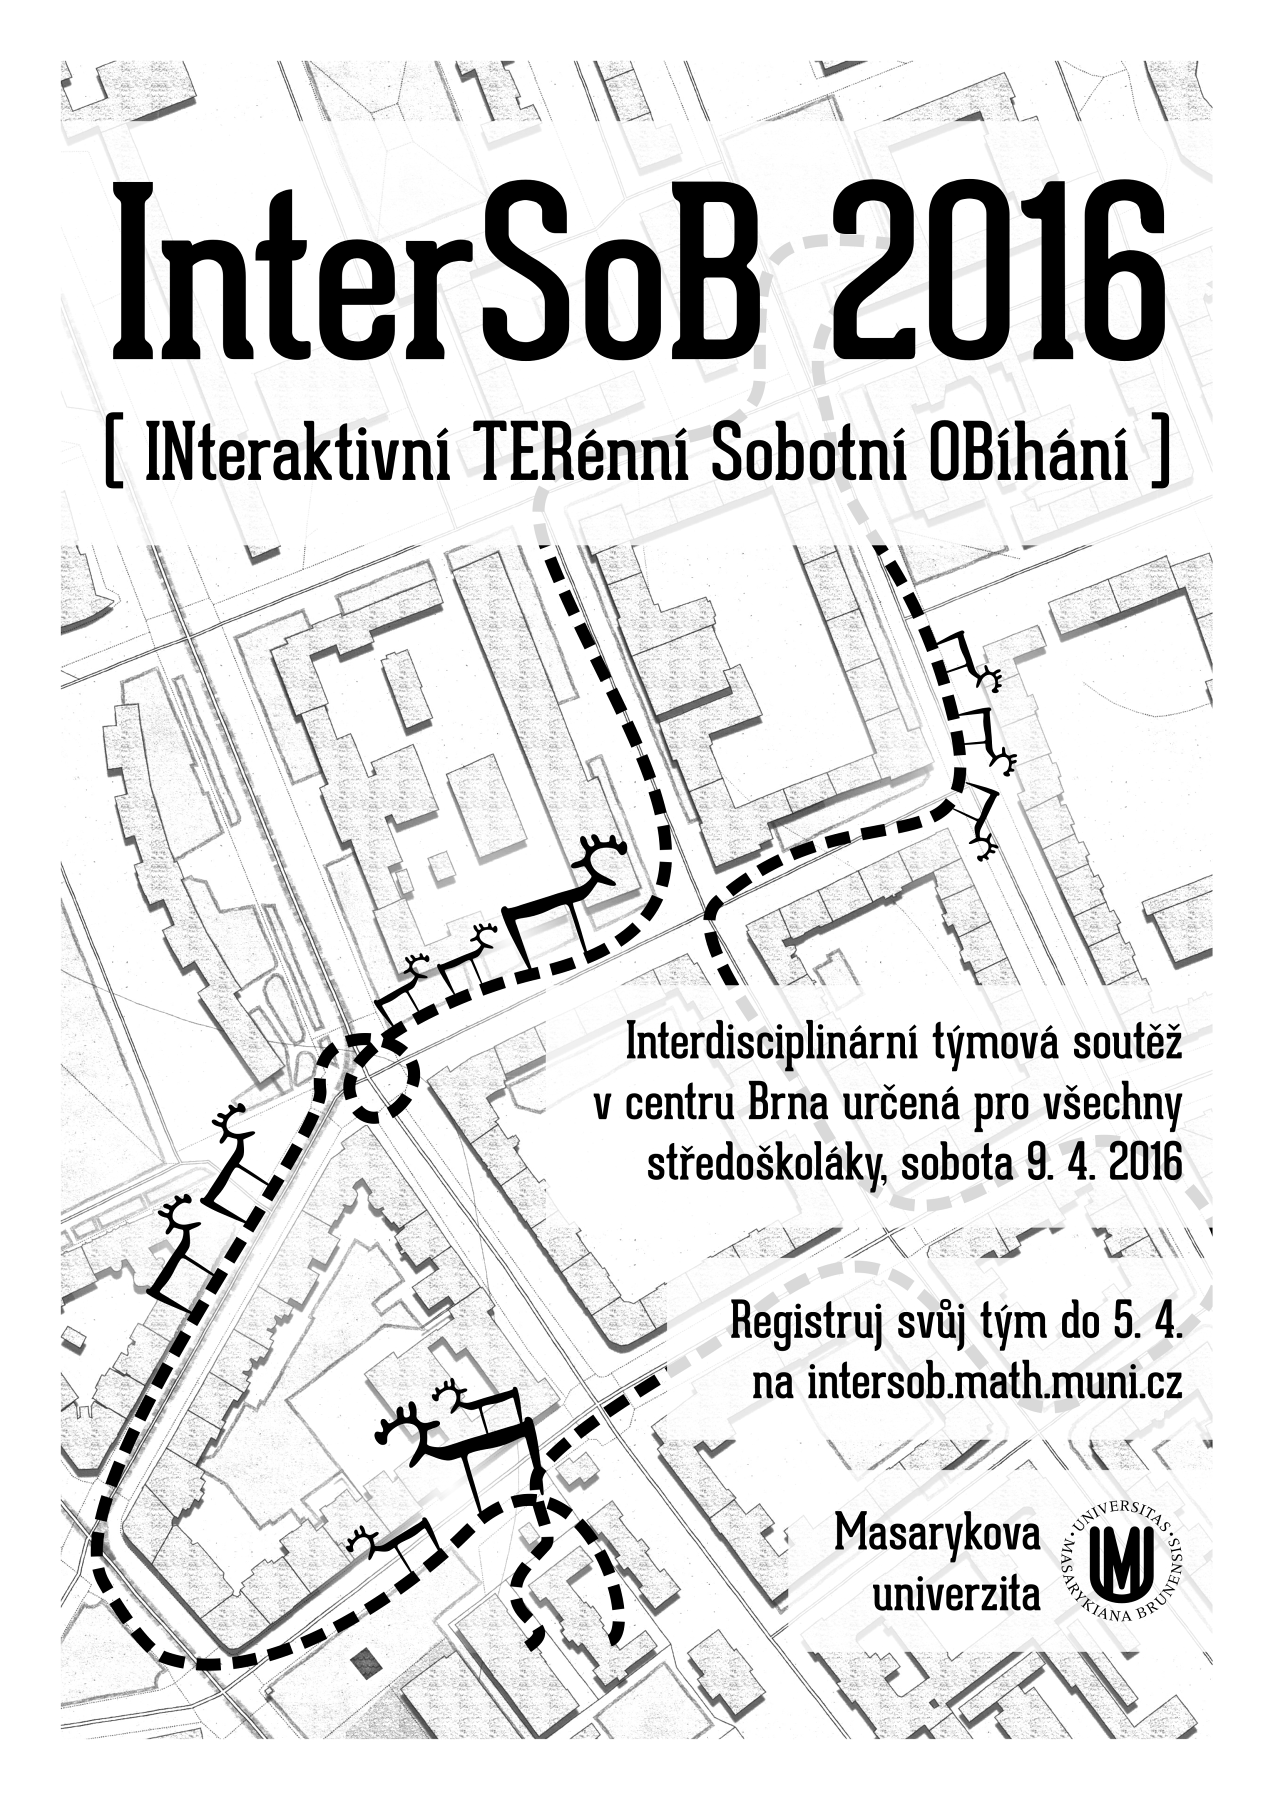 InterSoB 2016
[ INteraktivní TERénní Sobotní OBíhání ]
Interdisciplinární týmová soutěž
v centru Brna určená pro všechny
středoškoláky, sobota 9. 4. 2016
Registruj svůj tým do 5. 4.
na intersob.math.muni.cz
Masarykova
univerzita
UNIVERSITAS · MASARYKIANA BRUNENSIS ·
MU